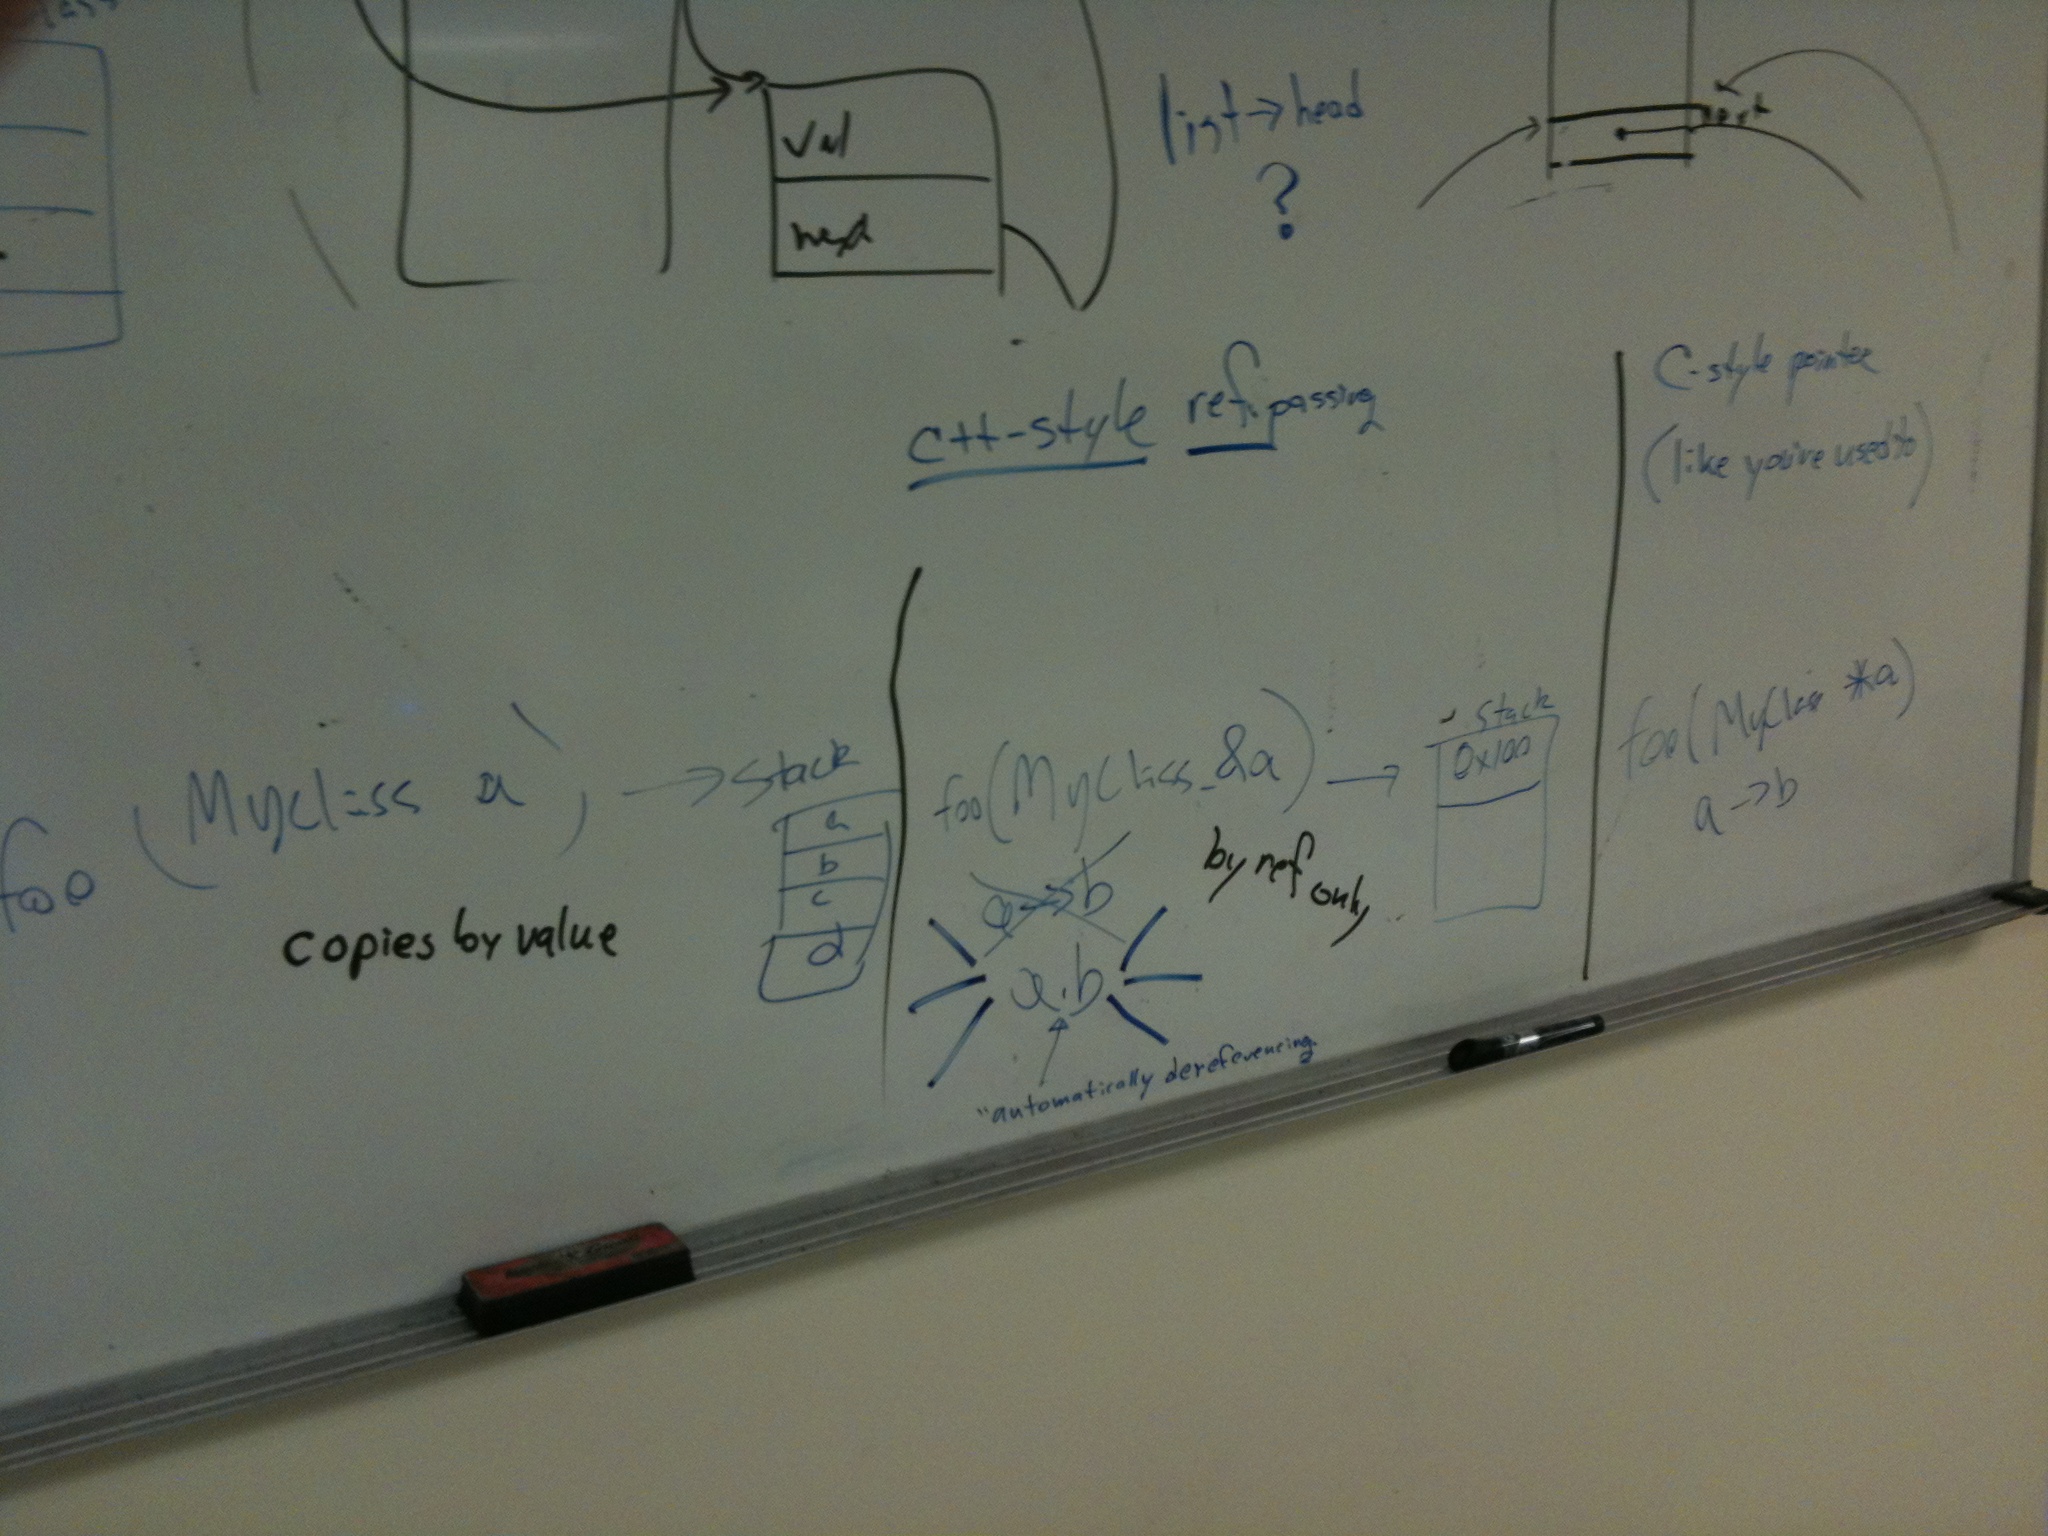 val
next
list→head
?
next
C++-style ref. passing
C-style pointer
(like you're used to)
foo (MyClass a) → stack
a
b
c
d
copies by value
foo(MyClass &a) → stack
0x100
a→b
by ref only
a.b
"automatically dereferencing.
foo(MyClass *a)
a→b